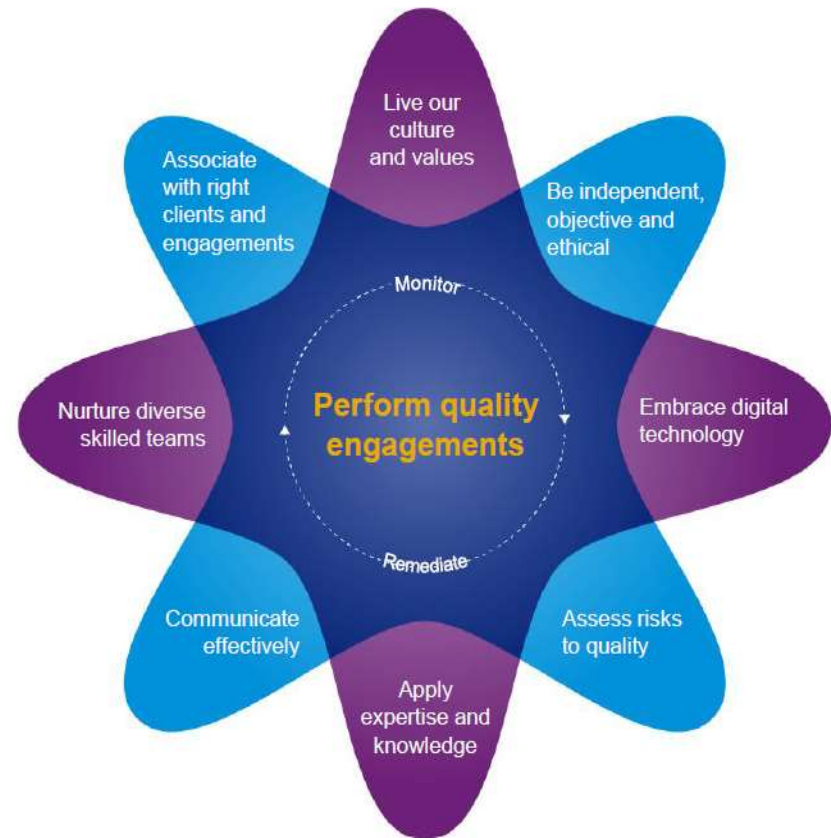 Live our
culture
and values
Be independent,
objective and
ethical
Embrace digital
technology
Assess risks
to quality
Apply
expertise and
knowledge
Communicate
effectively
Nurture diverse
skilled teams
Associate
with right
clients and
engagements
Monitor
Perform quality
engagements
Remediate